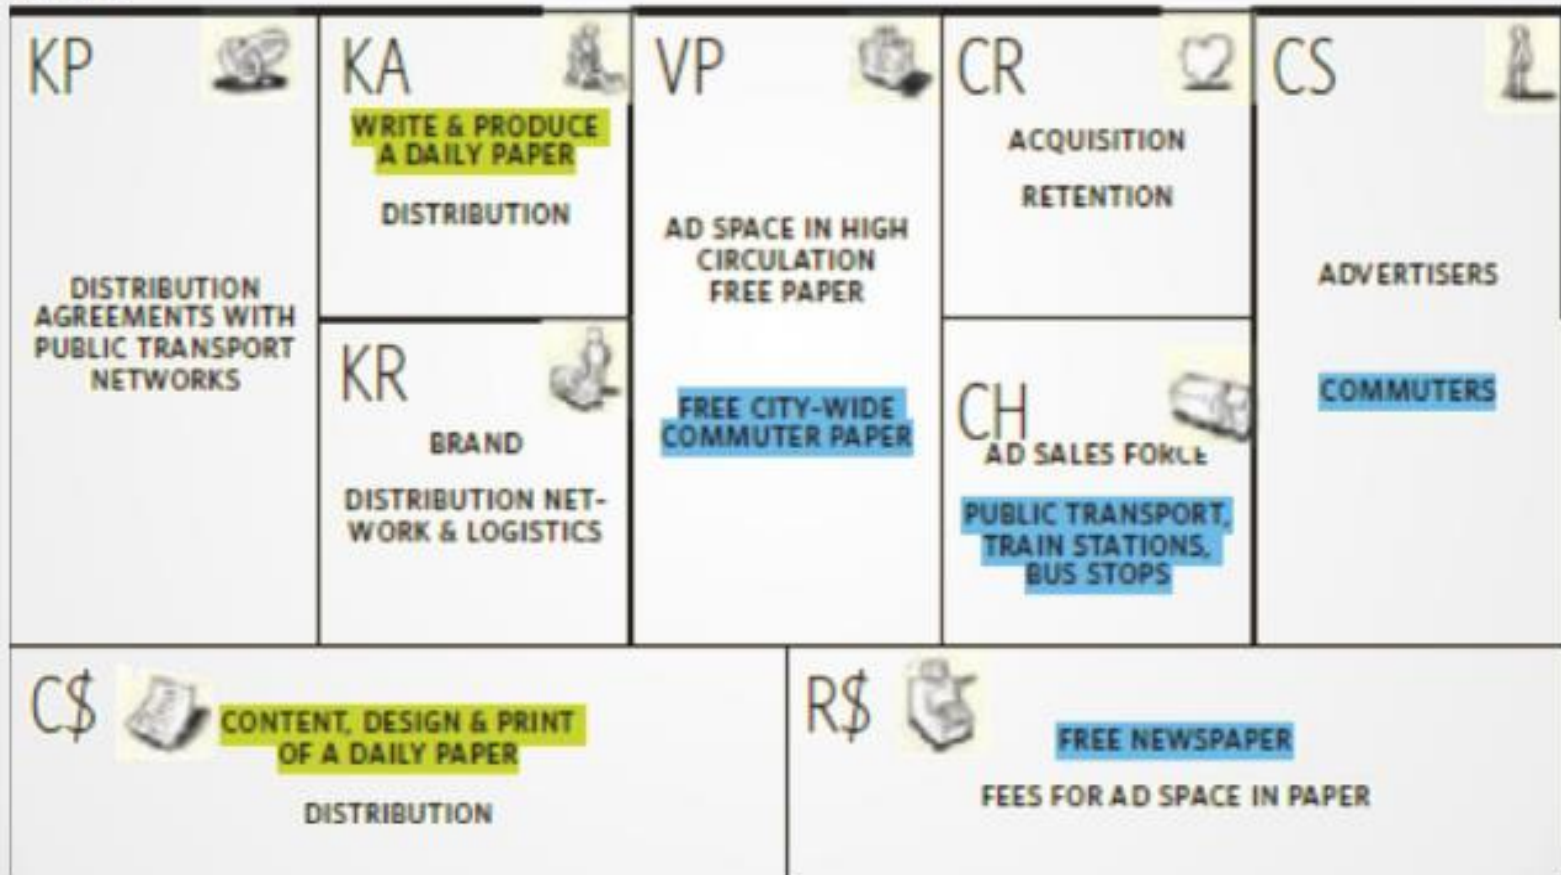 KP
DISTRIBUTION
AGREEMENTS WITH
PUBLIC TRANSPORT
NETWORKS
KA
WRITE & PRODUCE
A DAILY PAPER
DISTRIBUTION
KR
BRAND
DISTRIBUTION NET-
WORK & LOGISTICS
VP
AD SPACE IN HIGH
CIRCULATION
FREE PAPER
FREE CITY-WIDE
COMMUTER PAPER
CR
ACQUISITION
RETENTION
CH
AD SALES FORCE
PUBLIC TRANSPORT,
TRAIN STATIONS,
BUS STOPS
CS
ADVERTISERS
COMMUTERS
C$
CONTENT, DESIGN & PRINT
OF A DAILY PAPER
DISTRIBUTION
R$
FREE NEWSPAPER
FEES FOR AD SPACE IN PAPER